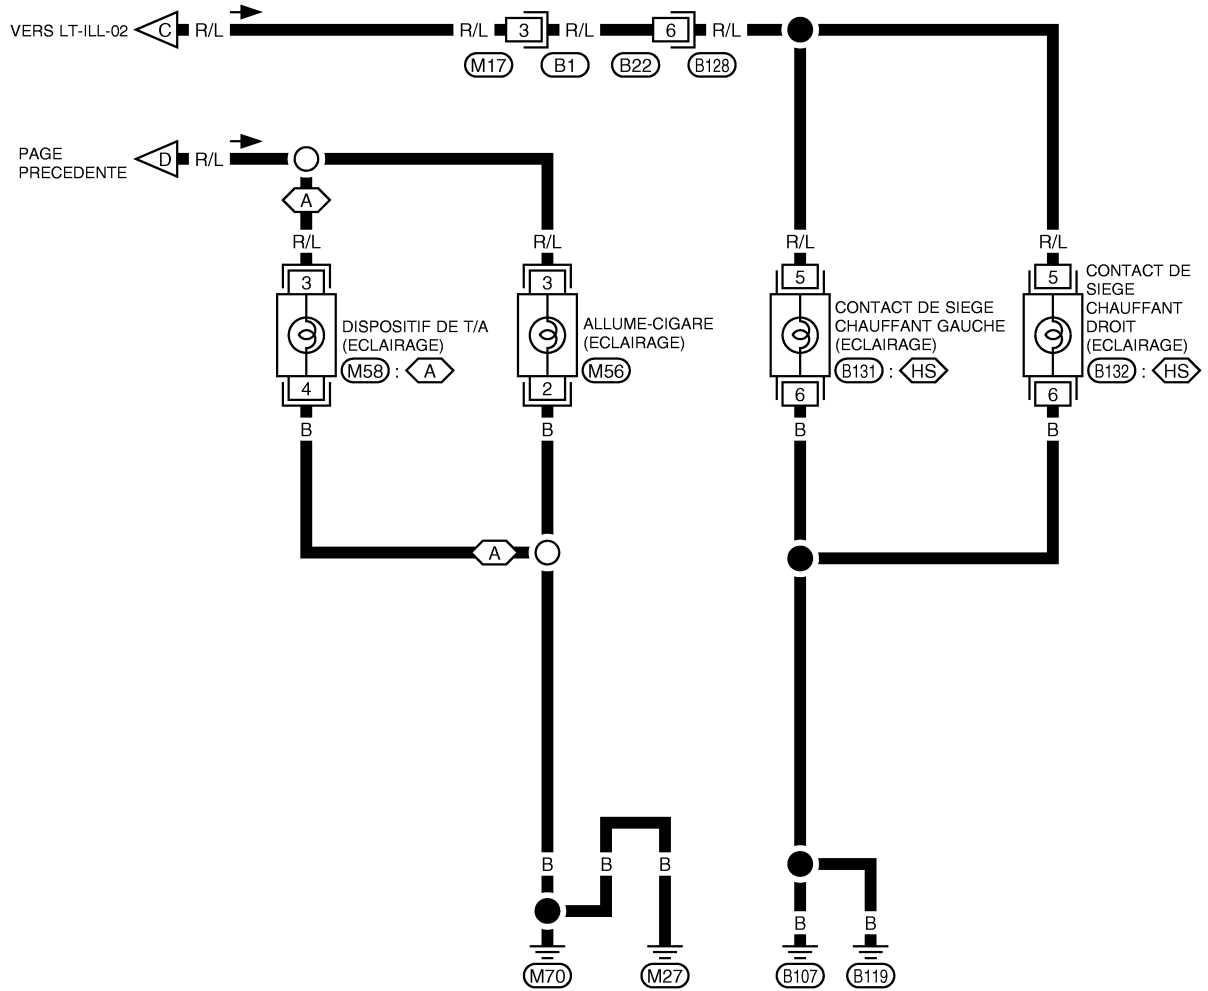 VERS LT-ILL-02 C R/L R/L 3 R/L 6 R/L
M17 B1 B22 B128
PAGE
PRECEDENTE
D R/L
A
R/L R/L R/L R/L
3 3 5 5
DISPOSITIF DE T/A
(ECLAIRAGE)
M58 : A
ALLUME-CIGARE
(ECLAIRAGE)
M56
CONTACT DE SIEGE
CHAUFFANT GAUCHE
(ECLAIRAGE)
B131 : HS
CONTACT DE
SIEGE
CHAUFFANT
DROIT
(ECLAIRAGE)
B132 : HS
4 2 6 6
B B B B
A
B B B
B B
M70 M27 B107 B119